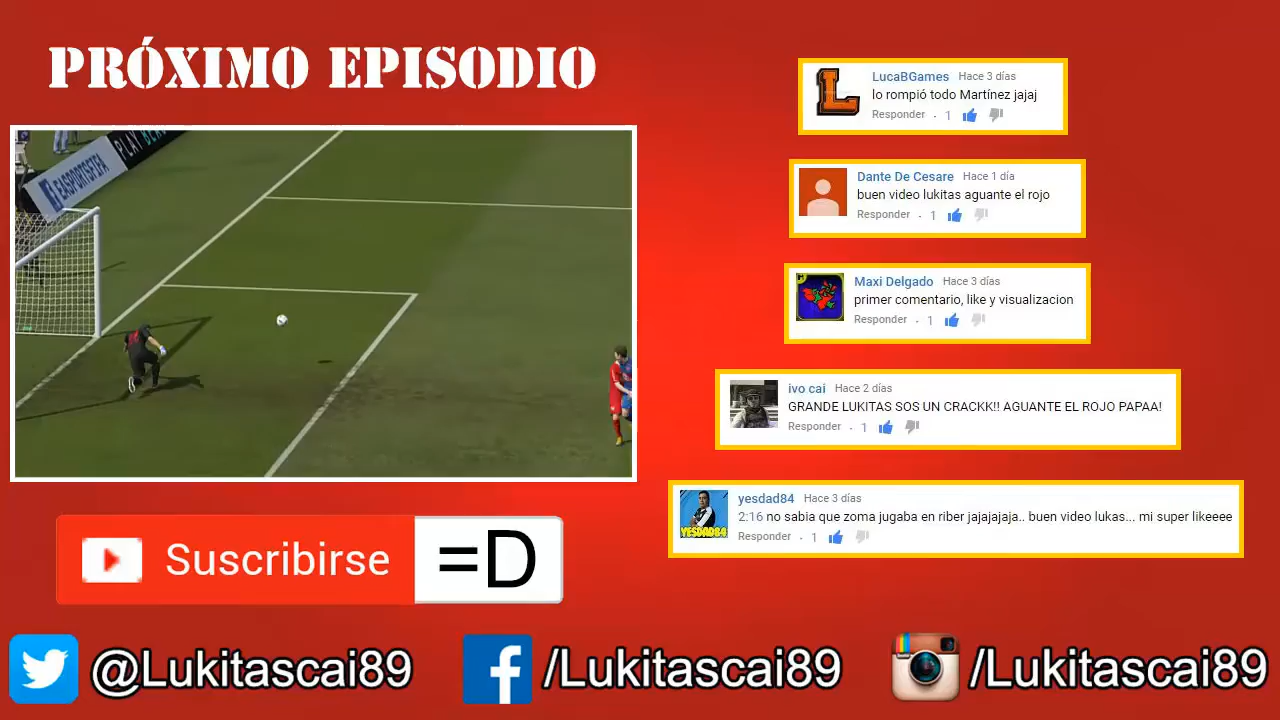 PRÓXIMO EPISODIO
EASPORTSFIFA
PLAY
Suscribirse
=D
LucaBGames Hace 3 días
lo rompió todo Martínez jajaj
Responder · 1
Dante De Cesare Hace 1 día
buen video lukitas aguante el rojo
Responder · 1
Maxi Delgado Hace 3 días
primer comentario, like y visualizacion
Responder · 1
ivo cai Hace 2 días
GRANDE LUKITAS SOS UN CRACKK!! AGUANTE EL ROJO PAPAA!
Responder · 1
YESDAD84
yesdad84 Hace 3 días
2:16 no sabia que zoma jugaba en riber jajajajaja.. buen video lukas... mi super likeeee
Responder · 1
@Lukitascai89
/Lukitascai89
/Lukitascai89